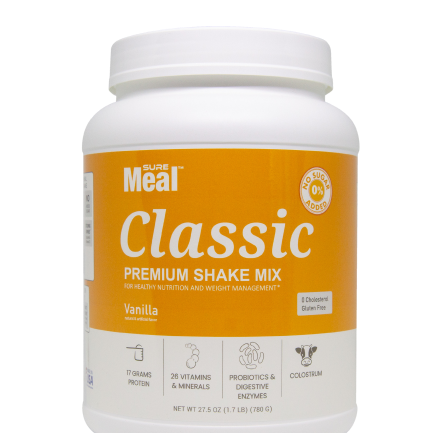 SURE
Meal™
Classic
PREMIUM SHAKE MIX
FOR HEALTHY NUTRITION AND WEIGHT MANAGEMENT*
NO SUGAR
0%
ADDED
Vanilla
0 Cholesterol
Gluten Free
17 GRAMS
PROTEIN
26 VITAMINS
& MINERALS
PROBIOTICS &
DIGESTIVE
ENZYMES
COLOSTRUM
NET WT 27.5 OZ (1.7 LB) (780 G)